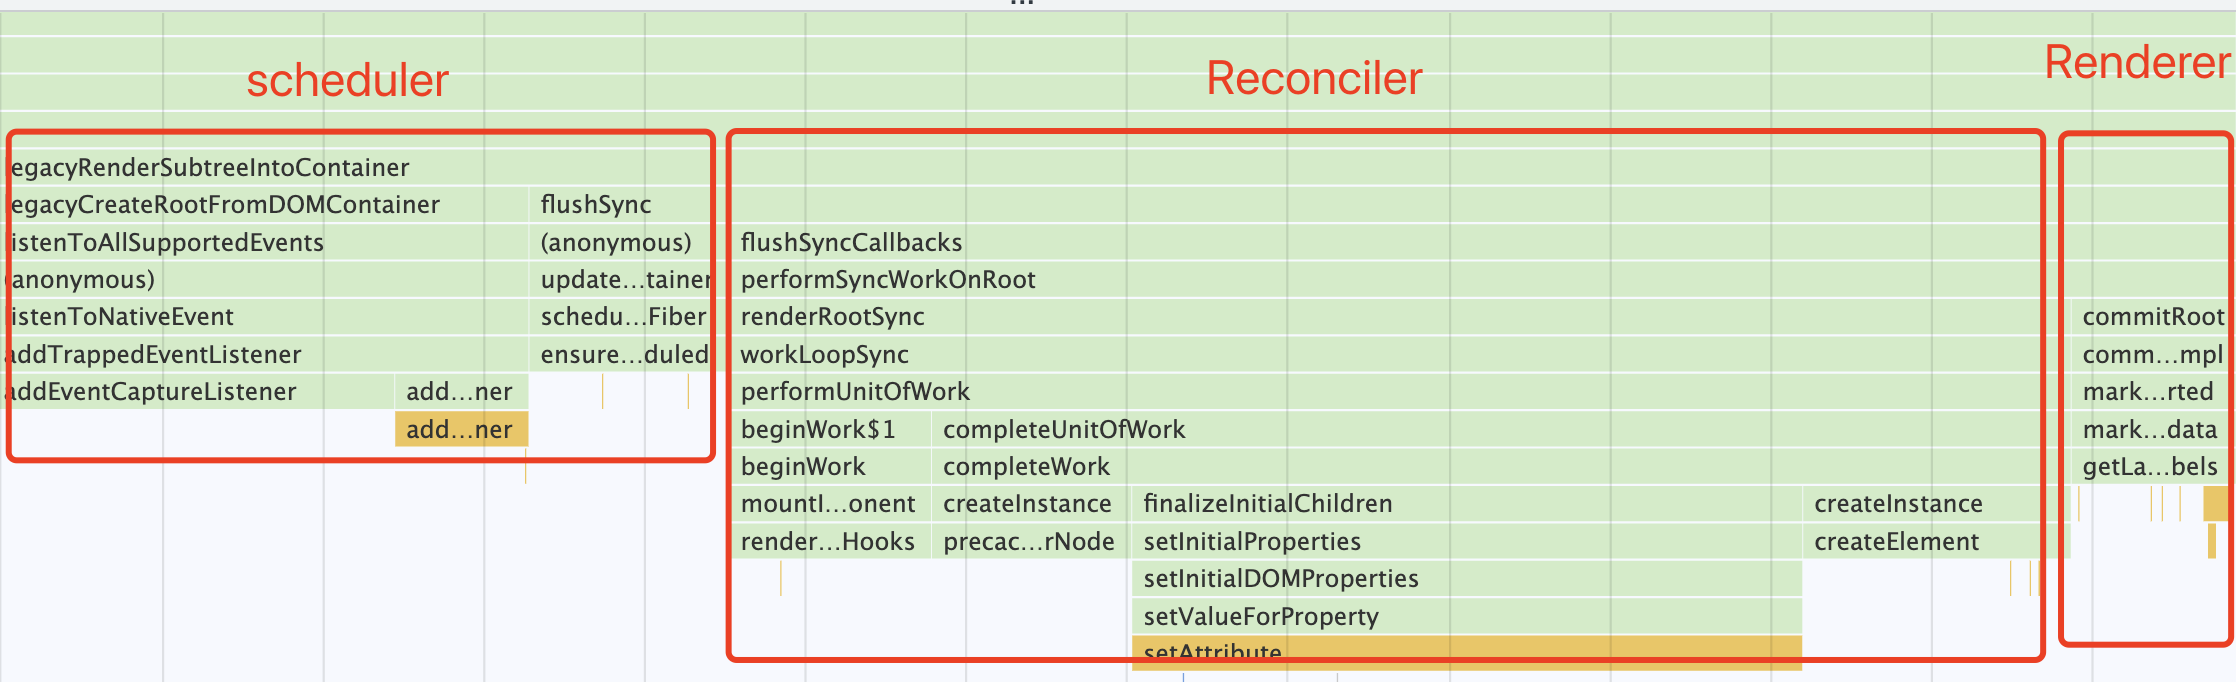 ...
scheduler
Reconciler
Renderer
egacyRenderSubtreeIntoContainer
egacyCreateRootFromDOMContainer flushSync
istenToAllSupportedEvents (anonymous) flushSyncCallbacks
(anonymous) update...tainer performSyncWorkOnRoot
istenToNativeEvent schedu...Fiber renderRootSync commitRoot
addTrappedEventListener ensure...duled workLoopSync comm...mpl
addEventCaptureListener add...ner performUnitOfWork mark...rted
add...ner beginWork$1 completeUnitOfWork mark...data
beginWork completeWork getLa...bels
mountI...onent createInstance finalizeInitialChildren createInstance
render...Hooks precac...rNode setInitialProperties createElement
setInitialDOMProperties
setValueForProperty
setAttribute